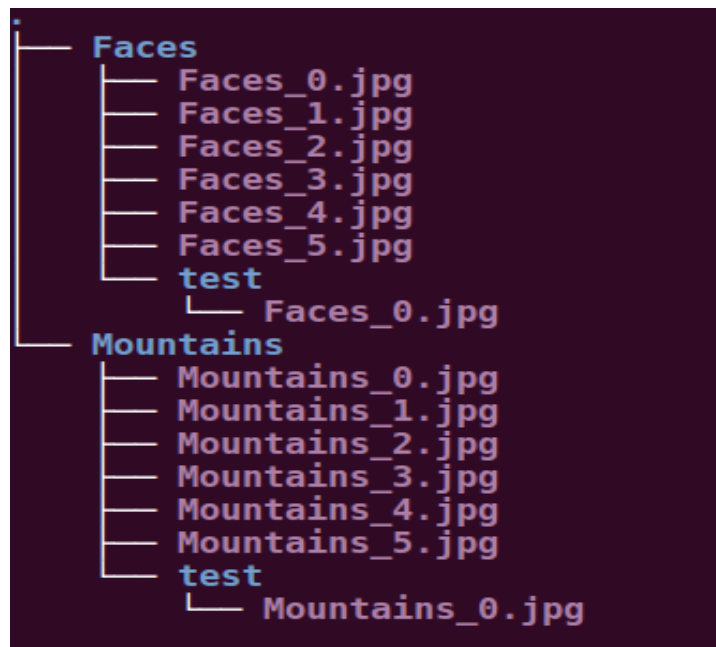 .
├── Faces
│   ├── Faces_0.jpg
│   ├── Faces_1.jpg
│   ├── Faces_2.jpg
│   ├── Faces_3.jpg
│   ├── Faces_4.jpg
│   ├── Faces_5.jpg
│   └── test
│       └── Faces_0.jpg
└── Mountains
    ├── Mountains_0.jpg
    ├── Mountains_1.jpg
    ├── Mountains_2.jpg
    ├── Mountains_3.jpg
    ├── Mountains_4.jpg
    ├── Mountains_5.jpg
    └── test
        └── Mountains_0.jpg